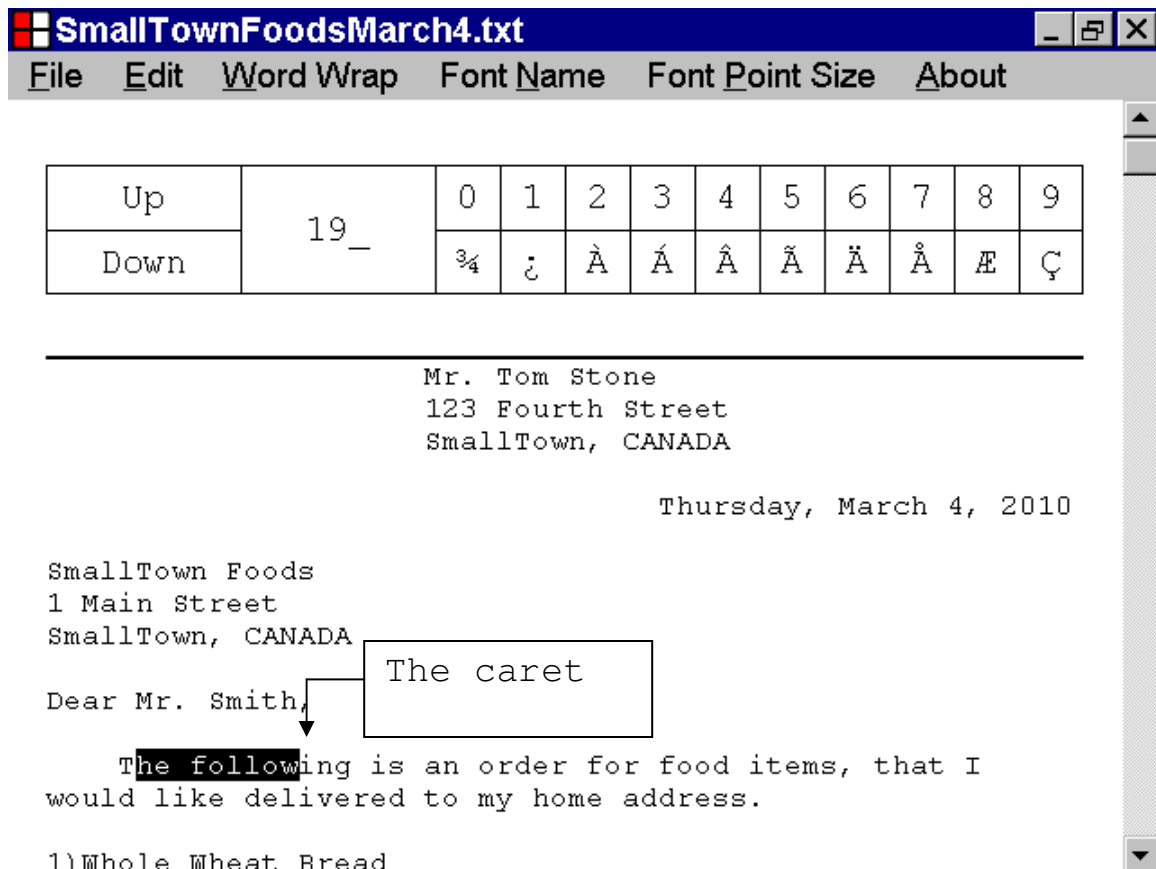 SmallTownFoodsMarch4.txt
File Edit Word Wrap Font Name Font Point Size About
Up 19_ 0 1 2 3 4 5 6 7 8 9
Down ¾ ¿ À Á Â Ã Ä Å Æ Ç
Mr. Tom Stone
123 Fourth Street
SmallTown, CANADA
Thursday, March 4, 2010
SmallTown Foods
1 Main Street
SmallTown, CANADA
The caret
Dear Mr. Smith,
The following is an order for food items, that I
would like delivered to my home address.
1)Whole Wheat Bread